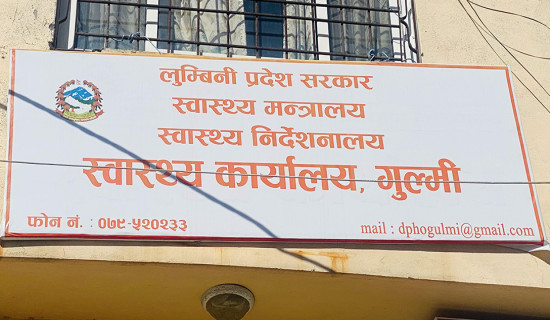 लुम्बिनी प्रदेश सरकार
स्वास्थ्य मन्त्रालय
स्वास्थ्य निर्देशनालय
स्वास्थ्य कार्यालय, गुल्मी
फोन नं. : ०७९-५२०२३३
mail : dphogulmi@gmail.com